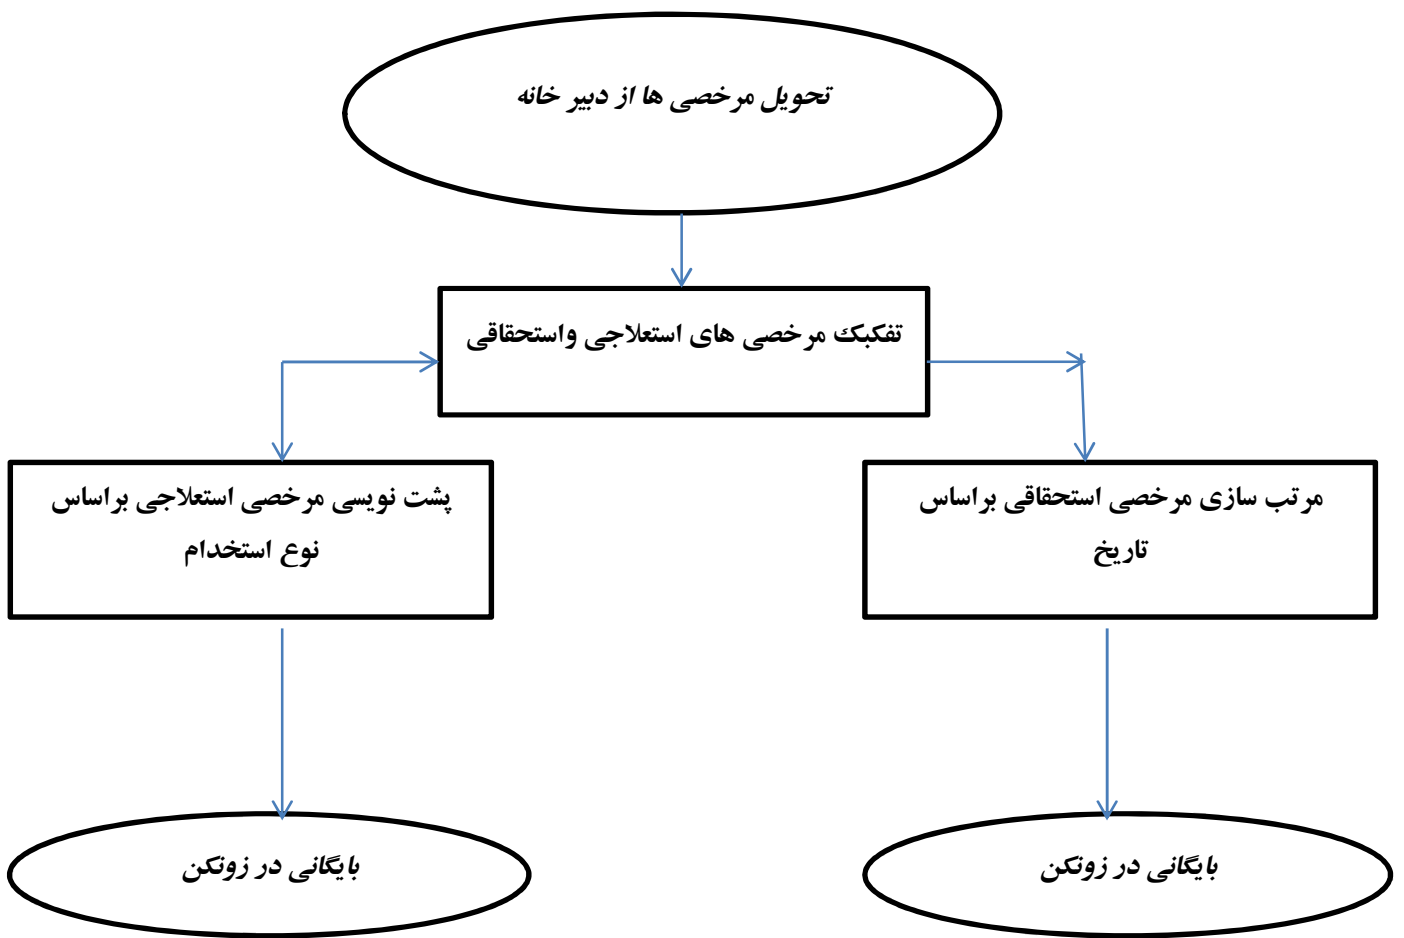 تحویل مرخصی ها از دبیر خانه
تفکبک مرخصی های استعلاجی واستحقاقی
مرتب سازی مرخصی استحقاقی براساس
تاریخ
پشت نویسی مرخصی استعلاجی براساس
نوع استخدام
بایگانی در زونکن
بایگانی در زونکن